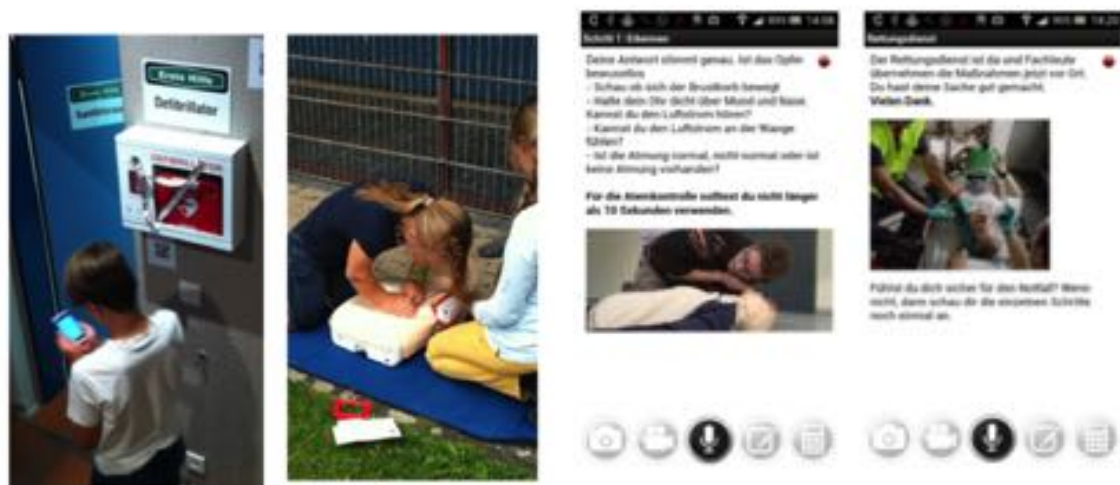 Erste Hilfe
Defibrillator
Erste Hilfe
Schritt 1: Erkennen
Deine Antwort stimmt genau. Ist das Opfer
bewusstlos
- Schau ob sich der Brustkorb bewegt
- Halte dein Ohr dicht über Mund und Nase.
Kannst du den Luftstrom hören?
- Kannst du den Luftstrom an der Wange
fühlen?
- Ist die Atmung normal, nicht normal oder ist
keine Atmung vorhanden?
Für die Atemkontrolle solltest du nicht länger
als 10 Sekunden verwenden.
Rettungsdienst
Der Rettungsdienst ist da und Fachleute
übernehmen die Maßnahmen jetzt vor Ort.
Du hast deine Sache gut gemacht.
Vielen Dank.
Fühlst du dich sicher für den Notfall? Wenn
nicht, dann schau dir die einzelnen Schritte
noch einmal an.